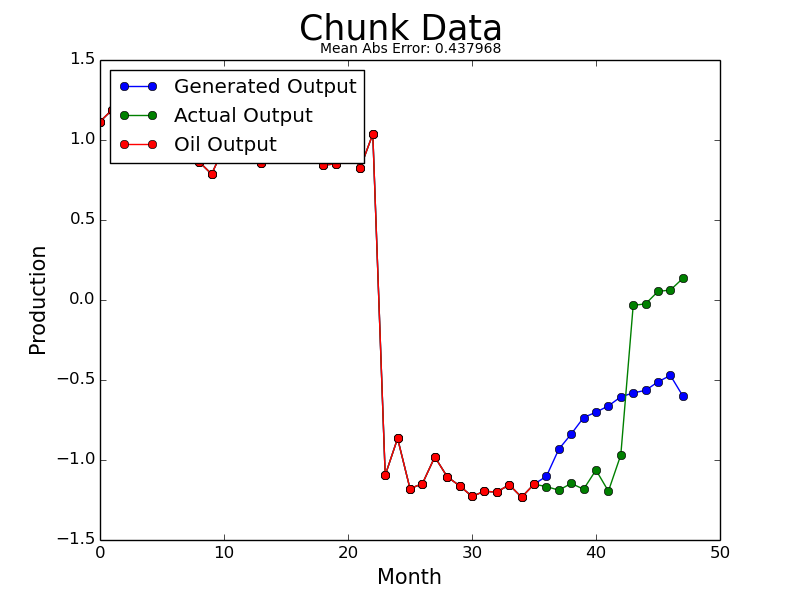 Chunk Data
Mean Abs Error: 0.437968
Generated Output
Actual Output
Oil Output
1.5
1.0
0.5
0.0
−0.5
−1.0
−1.5
Production
0 10 20 30 40 50
Month